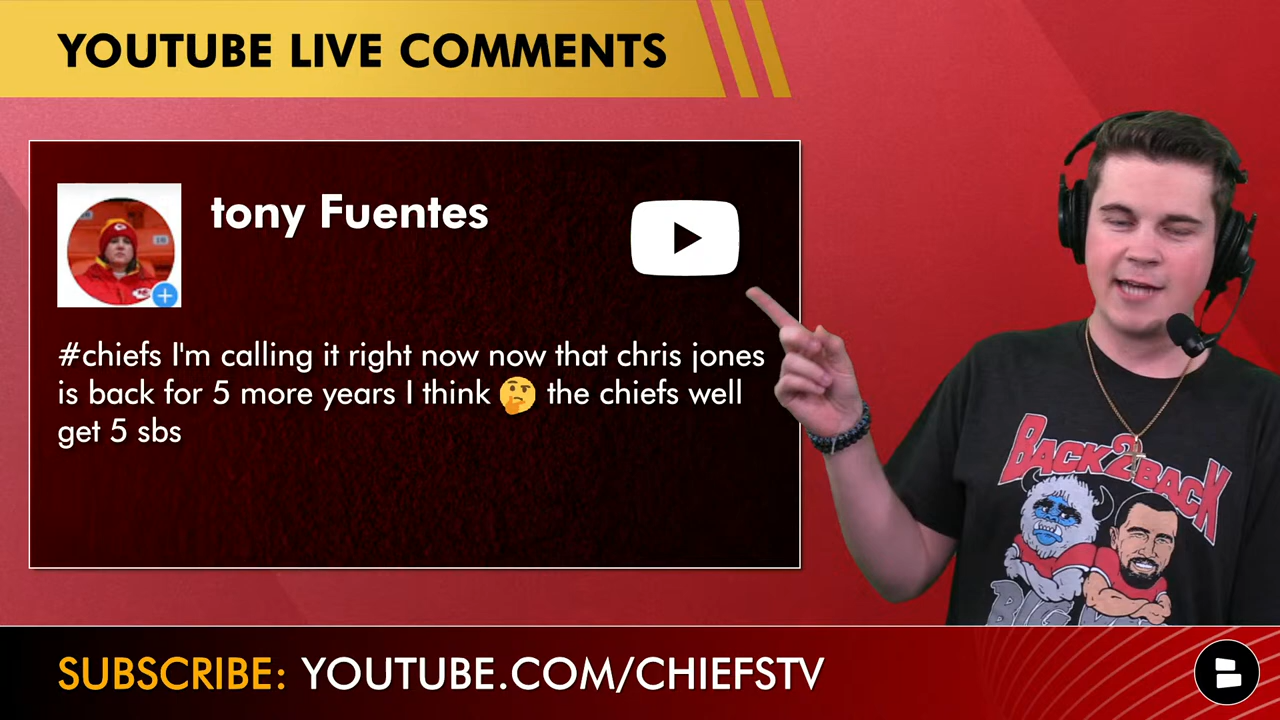 YOUTUBE LIVE COMMENTS
tony Fuentes
#chiefs I'm calling it right now now that chris jones
is back for 5 more years I think 🤔 the chiefs well
get 5 sbs
BACK2BACK
SUBSCRIBE: YOUTUBE.COM/CHIEFSTV